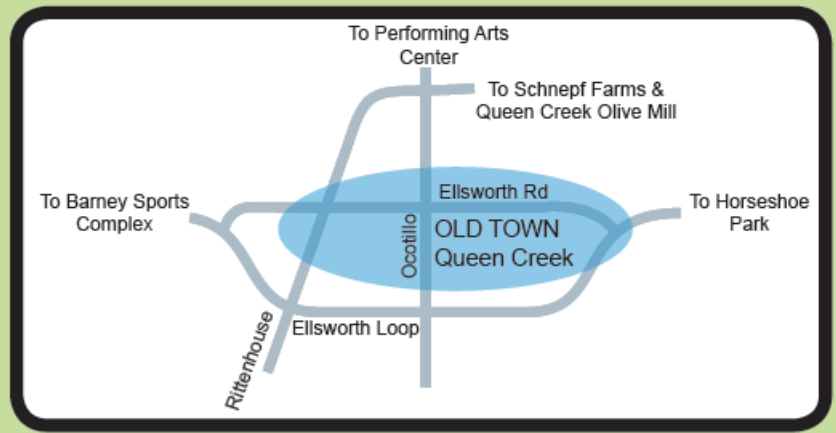 To Performing Arts
Center
To Schnepf Farms &
Queen Creek Olive Mill
To Barney Sports
Complex
Ellsworth Rd
To Horseshoe
Park
OLD TOWN
Queen Creek
Ocotillo
Ellsworth Loop
Rittenhouse